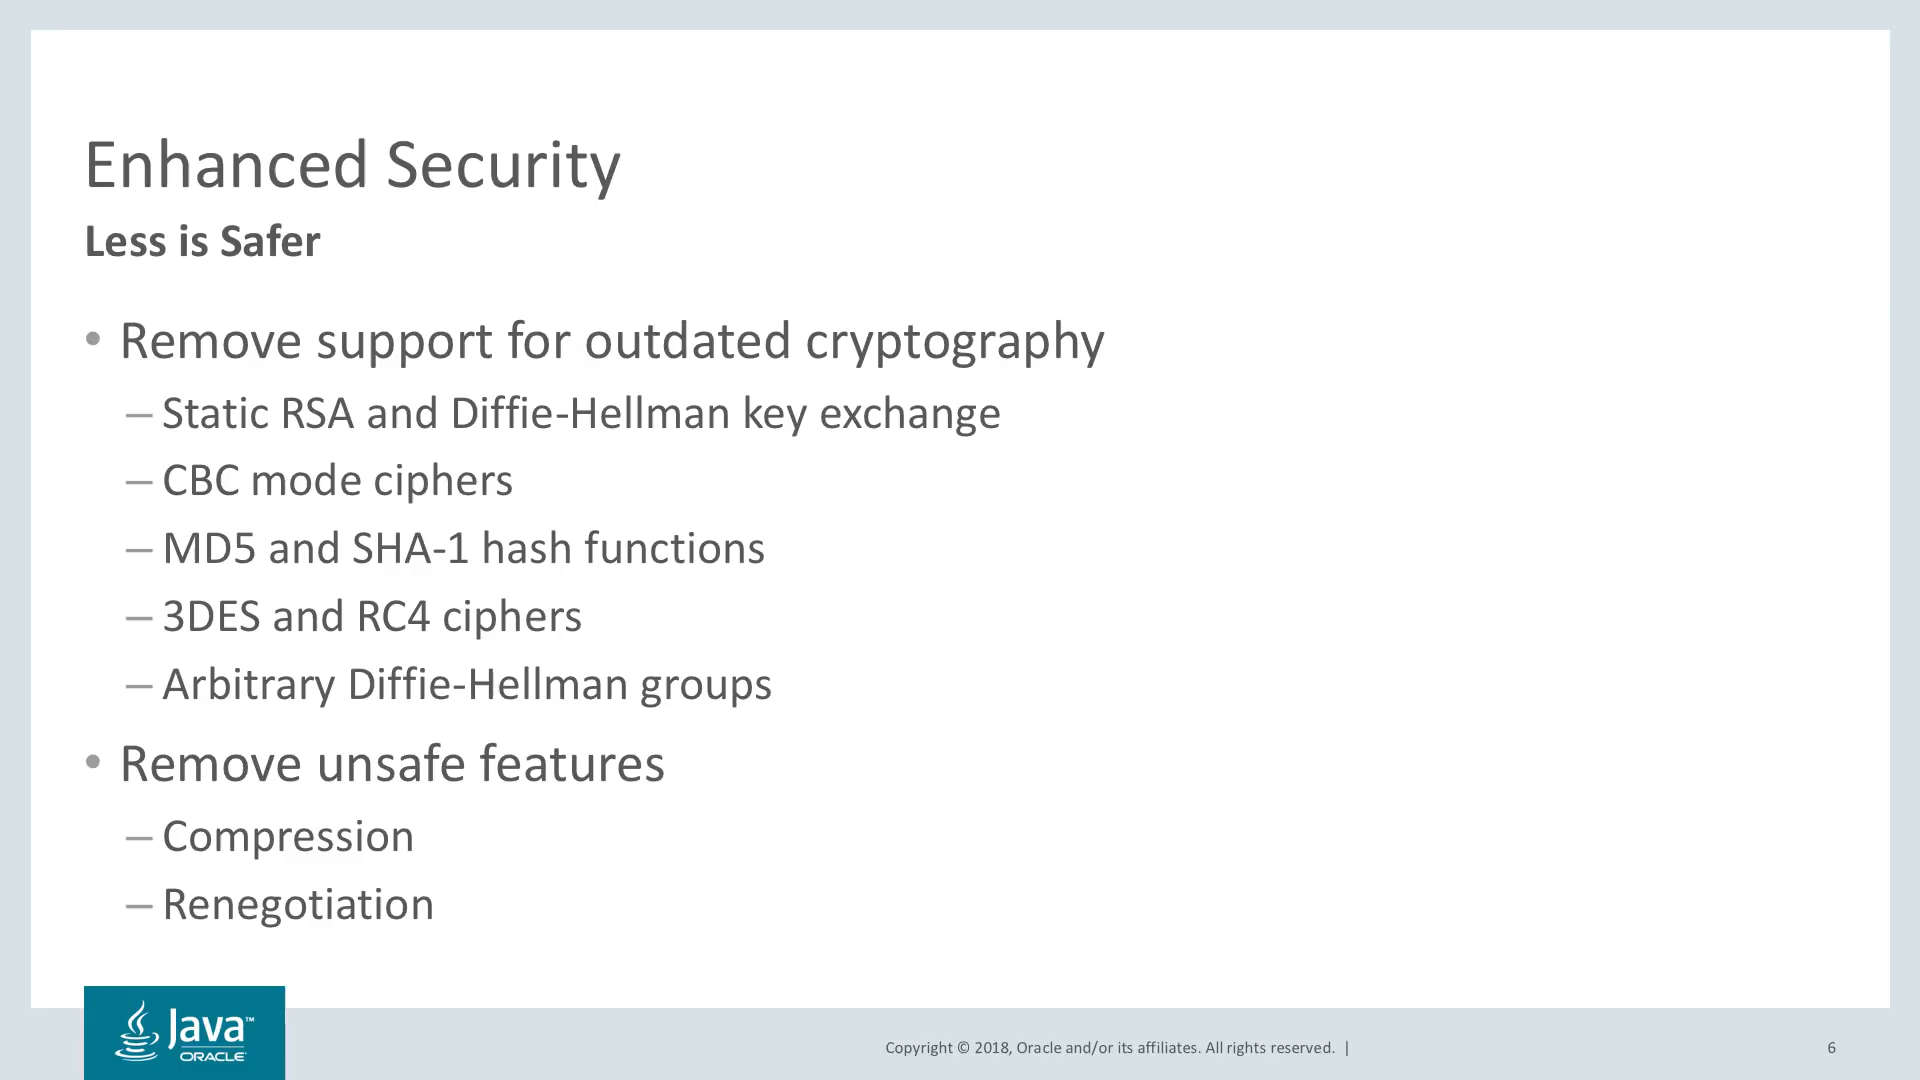 Enhanced Security
Less is Safer
• Remove support for outdated cryptography
– Static RSA and Diffie-Hellman key exchange
– CBC mode ciphers
– MD5 and SHA-1 hash functions
– 3DES and RC4 ciphers
– Arbitrary Diffie-Hellman groups
• Remove unsafe features
– Compression
– Renegotiation
Java™
ORACLE
Copyright © 2018, Oracle and/or its affiliates. All rights reserved. |
6